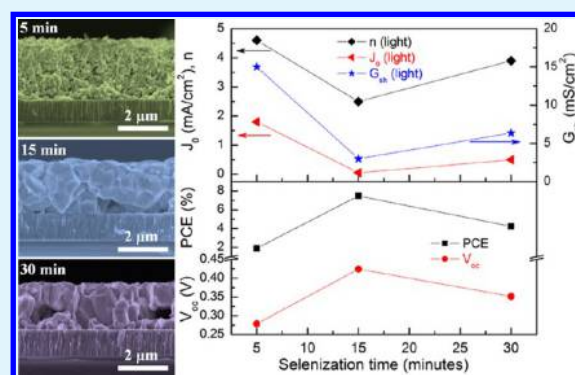 5 min
2 μm
15 min
2 μm
30 min
2 μm
J0 (mA/cm2), n
5
4
3
2
1
0
n (light)
J0 (light)
Gsh (light)
20
15
10
5
0
G (mS/cm2)
PCE (%)
8
6
4
2
PCE
Voc
Voc (V)
0.45
0.40
0.35
0.30
0.25
0 5 10 15 20 25 30
Selenization time (minutes)